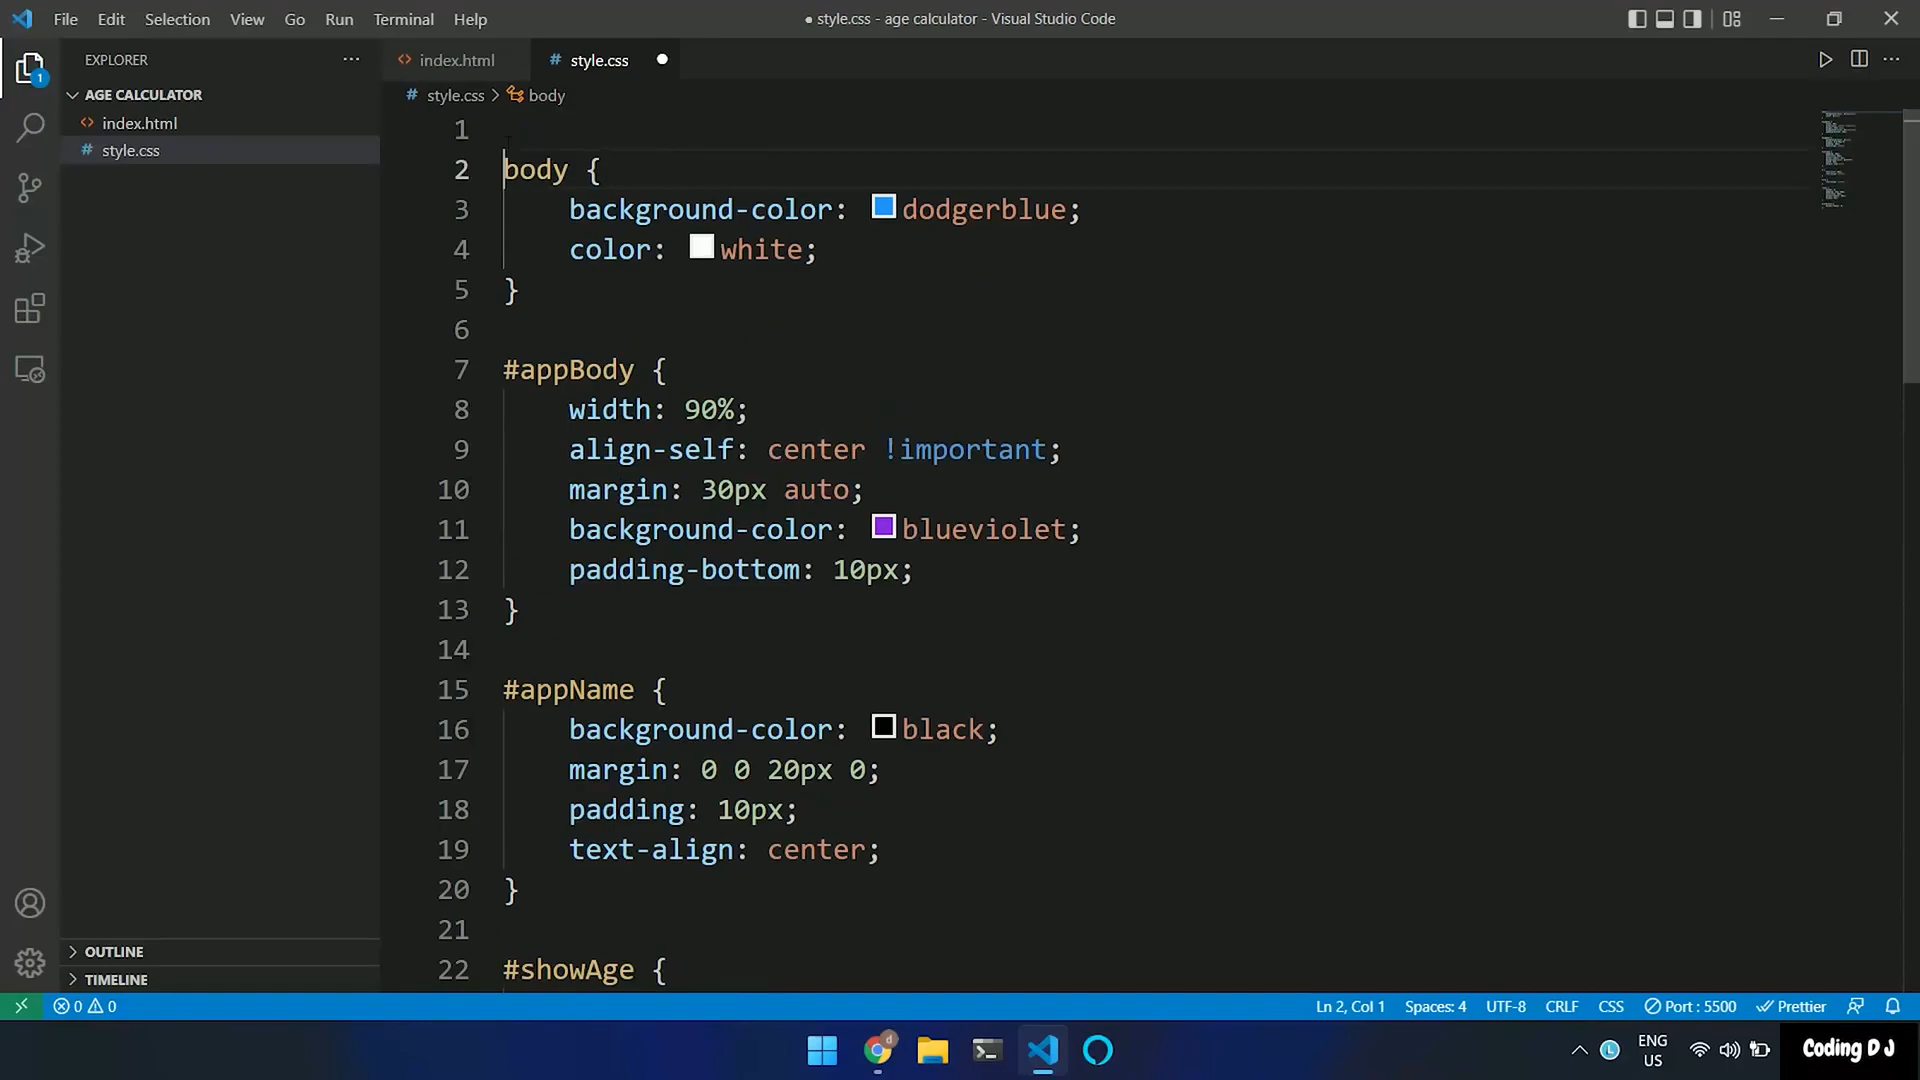 File Edit Selection View Go Run Terminal Help
● style.css - age calculator - Visual Studio Code
EXPLORER
AGE CALCULATOR
index.html
# style.css
OUTLINE
TIMELINE
index.html
# style.css
# style.css > body
1
2 body {
3 background-color: dodgerblue;
4 color: white;
5 }
6
7 #appBody {
8 width: 90%;
9 align-self: center !important;
10 margin: 30px auto;
11 background-color: blueviolet;
12 padding-bottom: 10px;
13 }
14
15 #appName {
16 background-color: black;
17 margin: 0 0 20px 0;
18 padding: 10px;
19 text-align: center;
20 }
21
22 #showAge {
1
0 0
Ln 2, Col 1 Spaces: 4 UTF-8 CRLF CSS Port : 5500 Prettier
d
ENG
US
Coding DJ